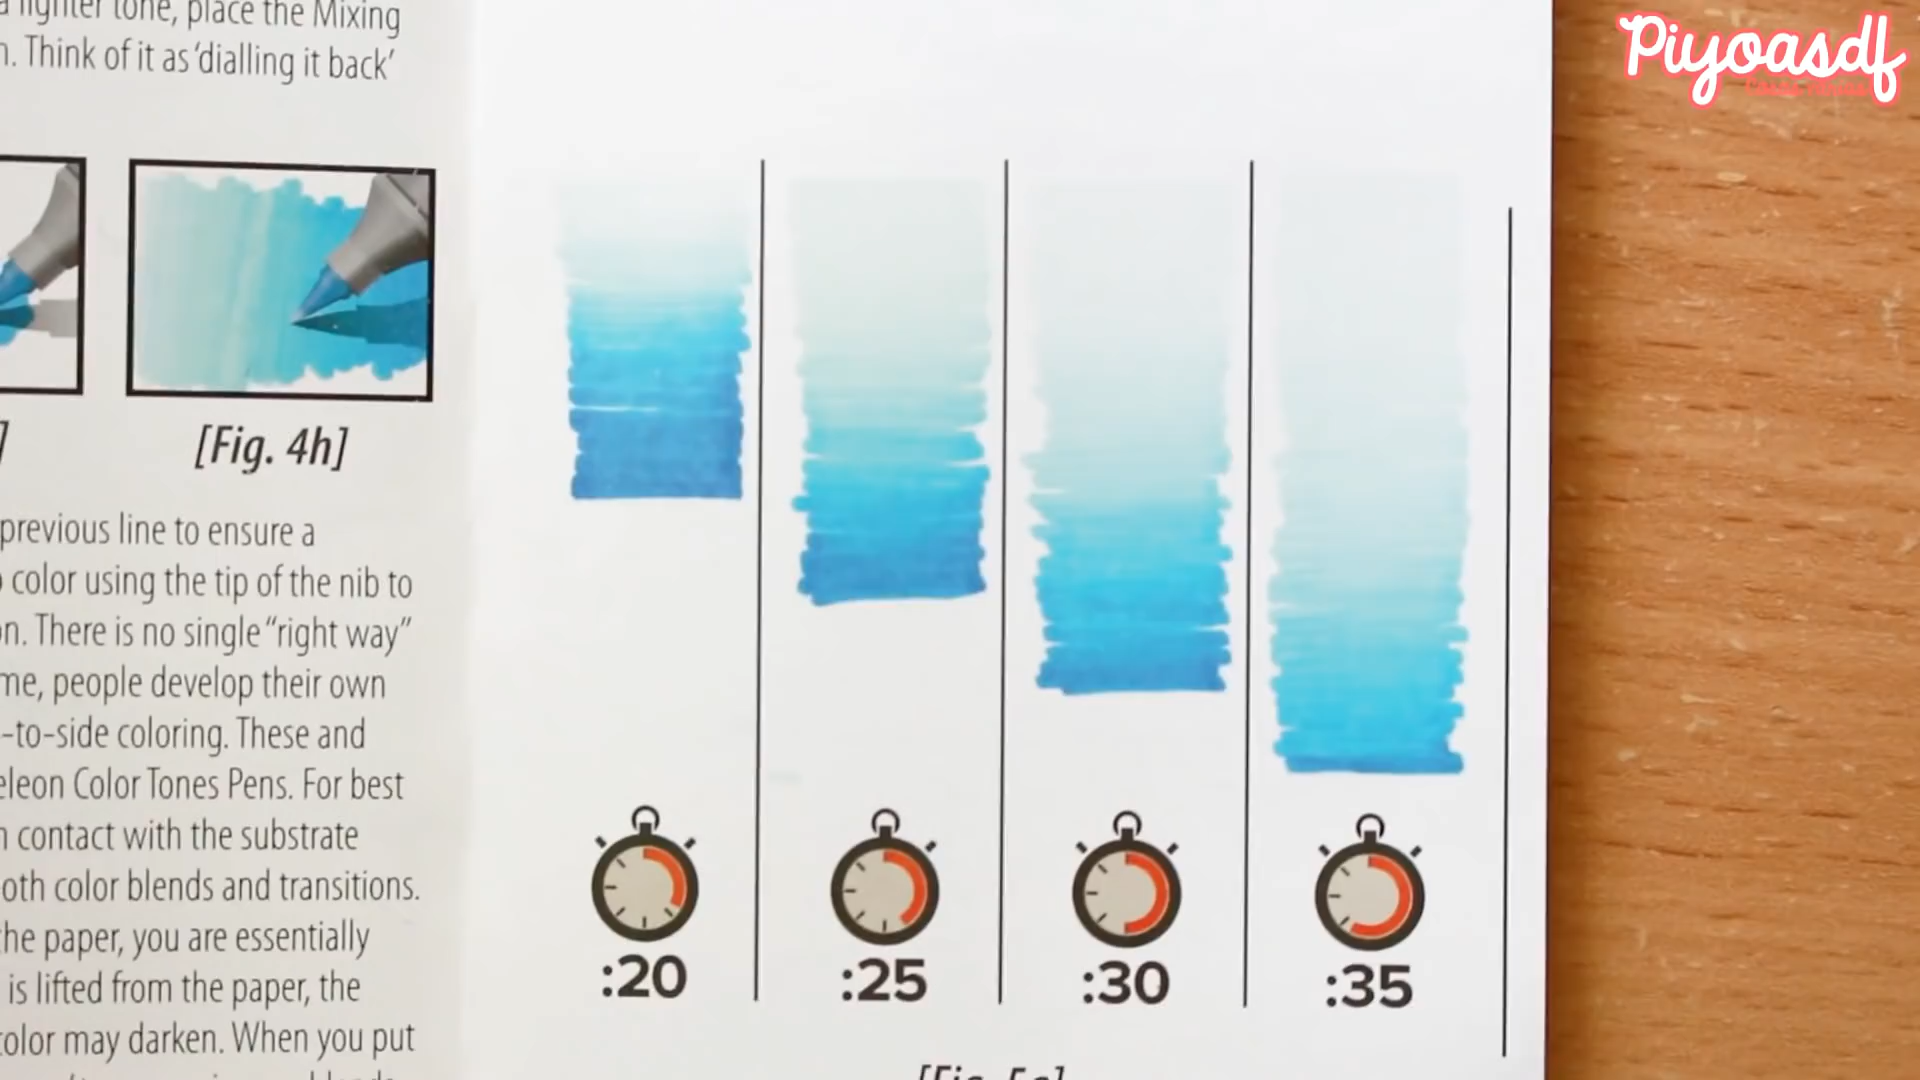 a lighter tone, place the Mixing
n. Think of it as 'dialling it back'
[Fig. 4h]
previous line to ensure a
color using the tip of the nib to
on. There is no single "right way"
me, people develop their own
-to-side coloring. These and
eleon Color Tones Pens. For best
n contact with the substrate
oth color blends and transitions.
the paper, you are essentially
is lifted from the paper, the
color may darken. When you put
:20
:25
:30
:35
Piyoasdf